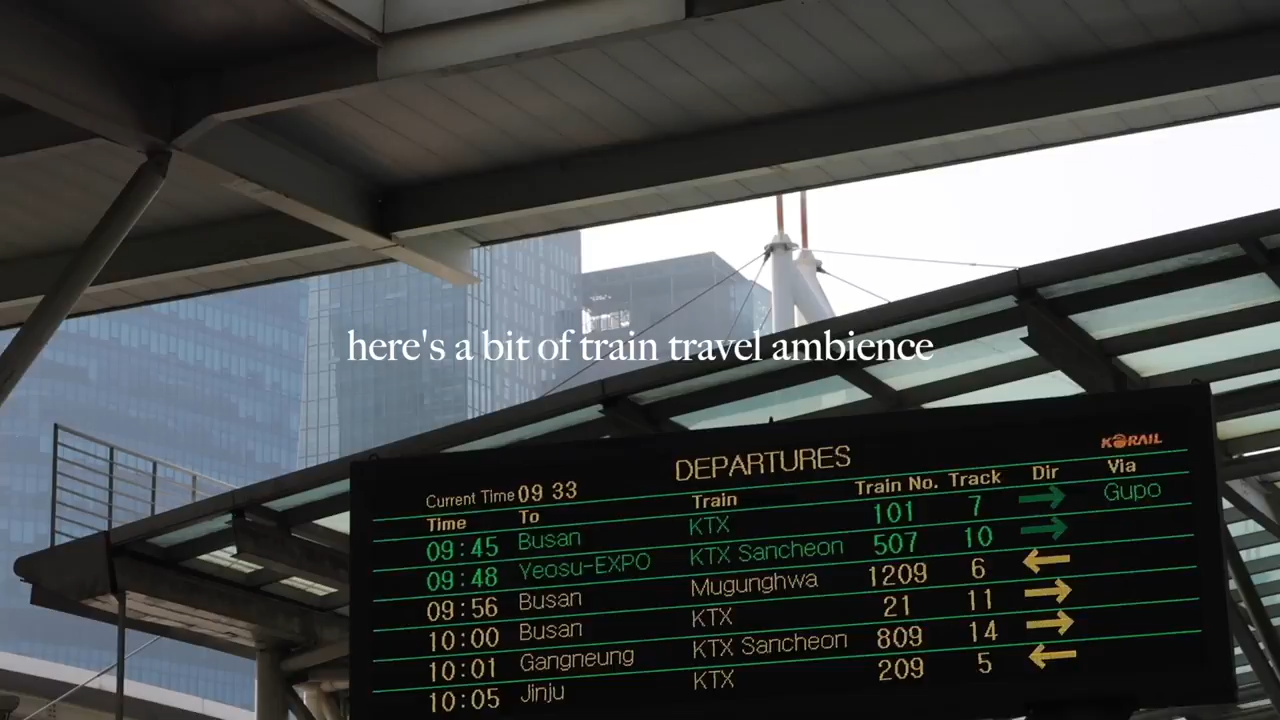 here's a bit of train travel ambience
KORAIL
DEPARTURES
Current Time 09 33
Time To Train Train No. Track Dir Via
09:45 Busan KTX 101 7 → Gupo
09:48 Yeosu-EXPO KTX Sancheon 507 10 →
09:56 Busan Mugunghwa 1209 6 ←
10:00 Busan KTX 21 11 →
10:01 Gangneung KTX Sancheon 809 14 →
10:05 Jinju KTX 209 5 ←